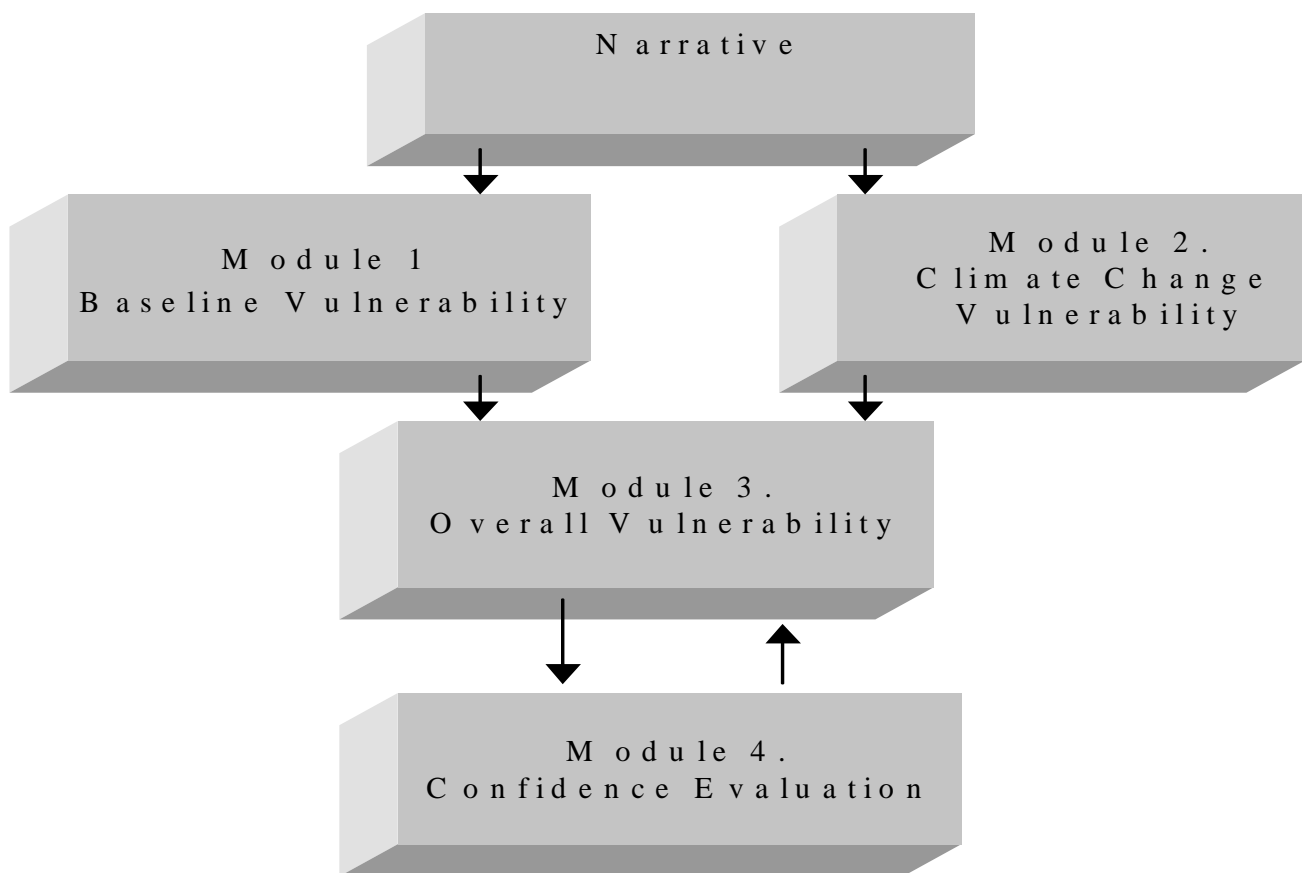 Narrative
Module 1
Baseline Vulnerability
Module 2.
Climate Change
Vulnerability
Module 3.
Overall Vulnerability
Module 4.
Confidence Evaluation